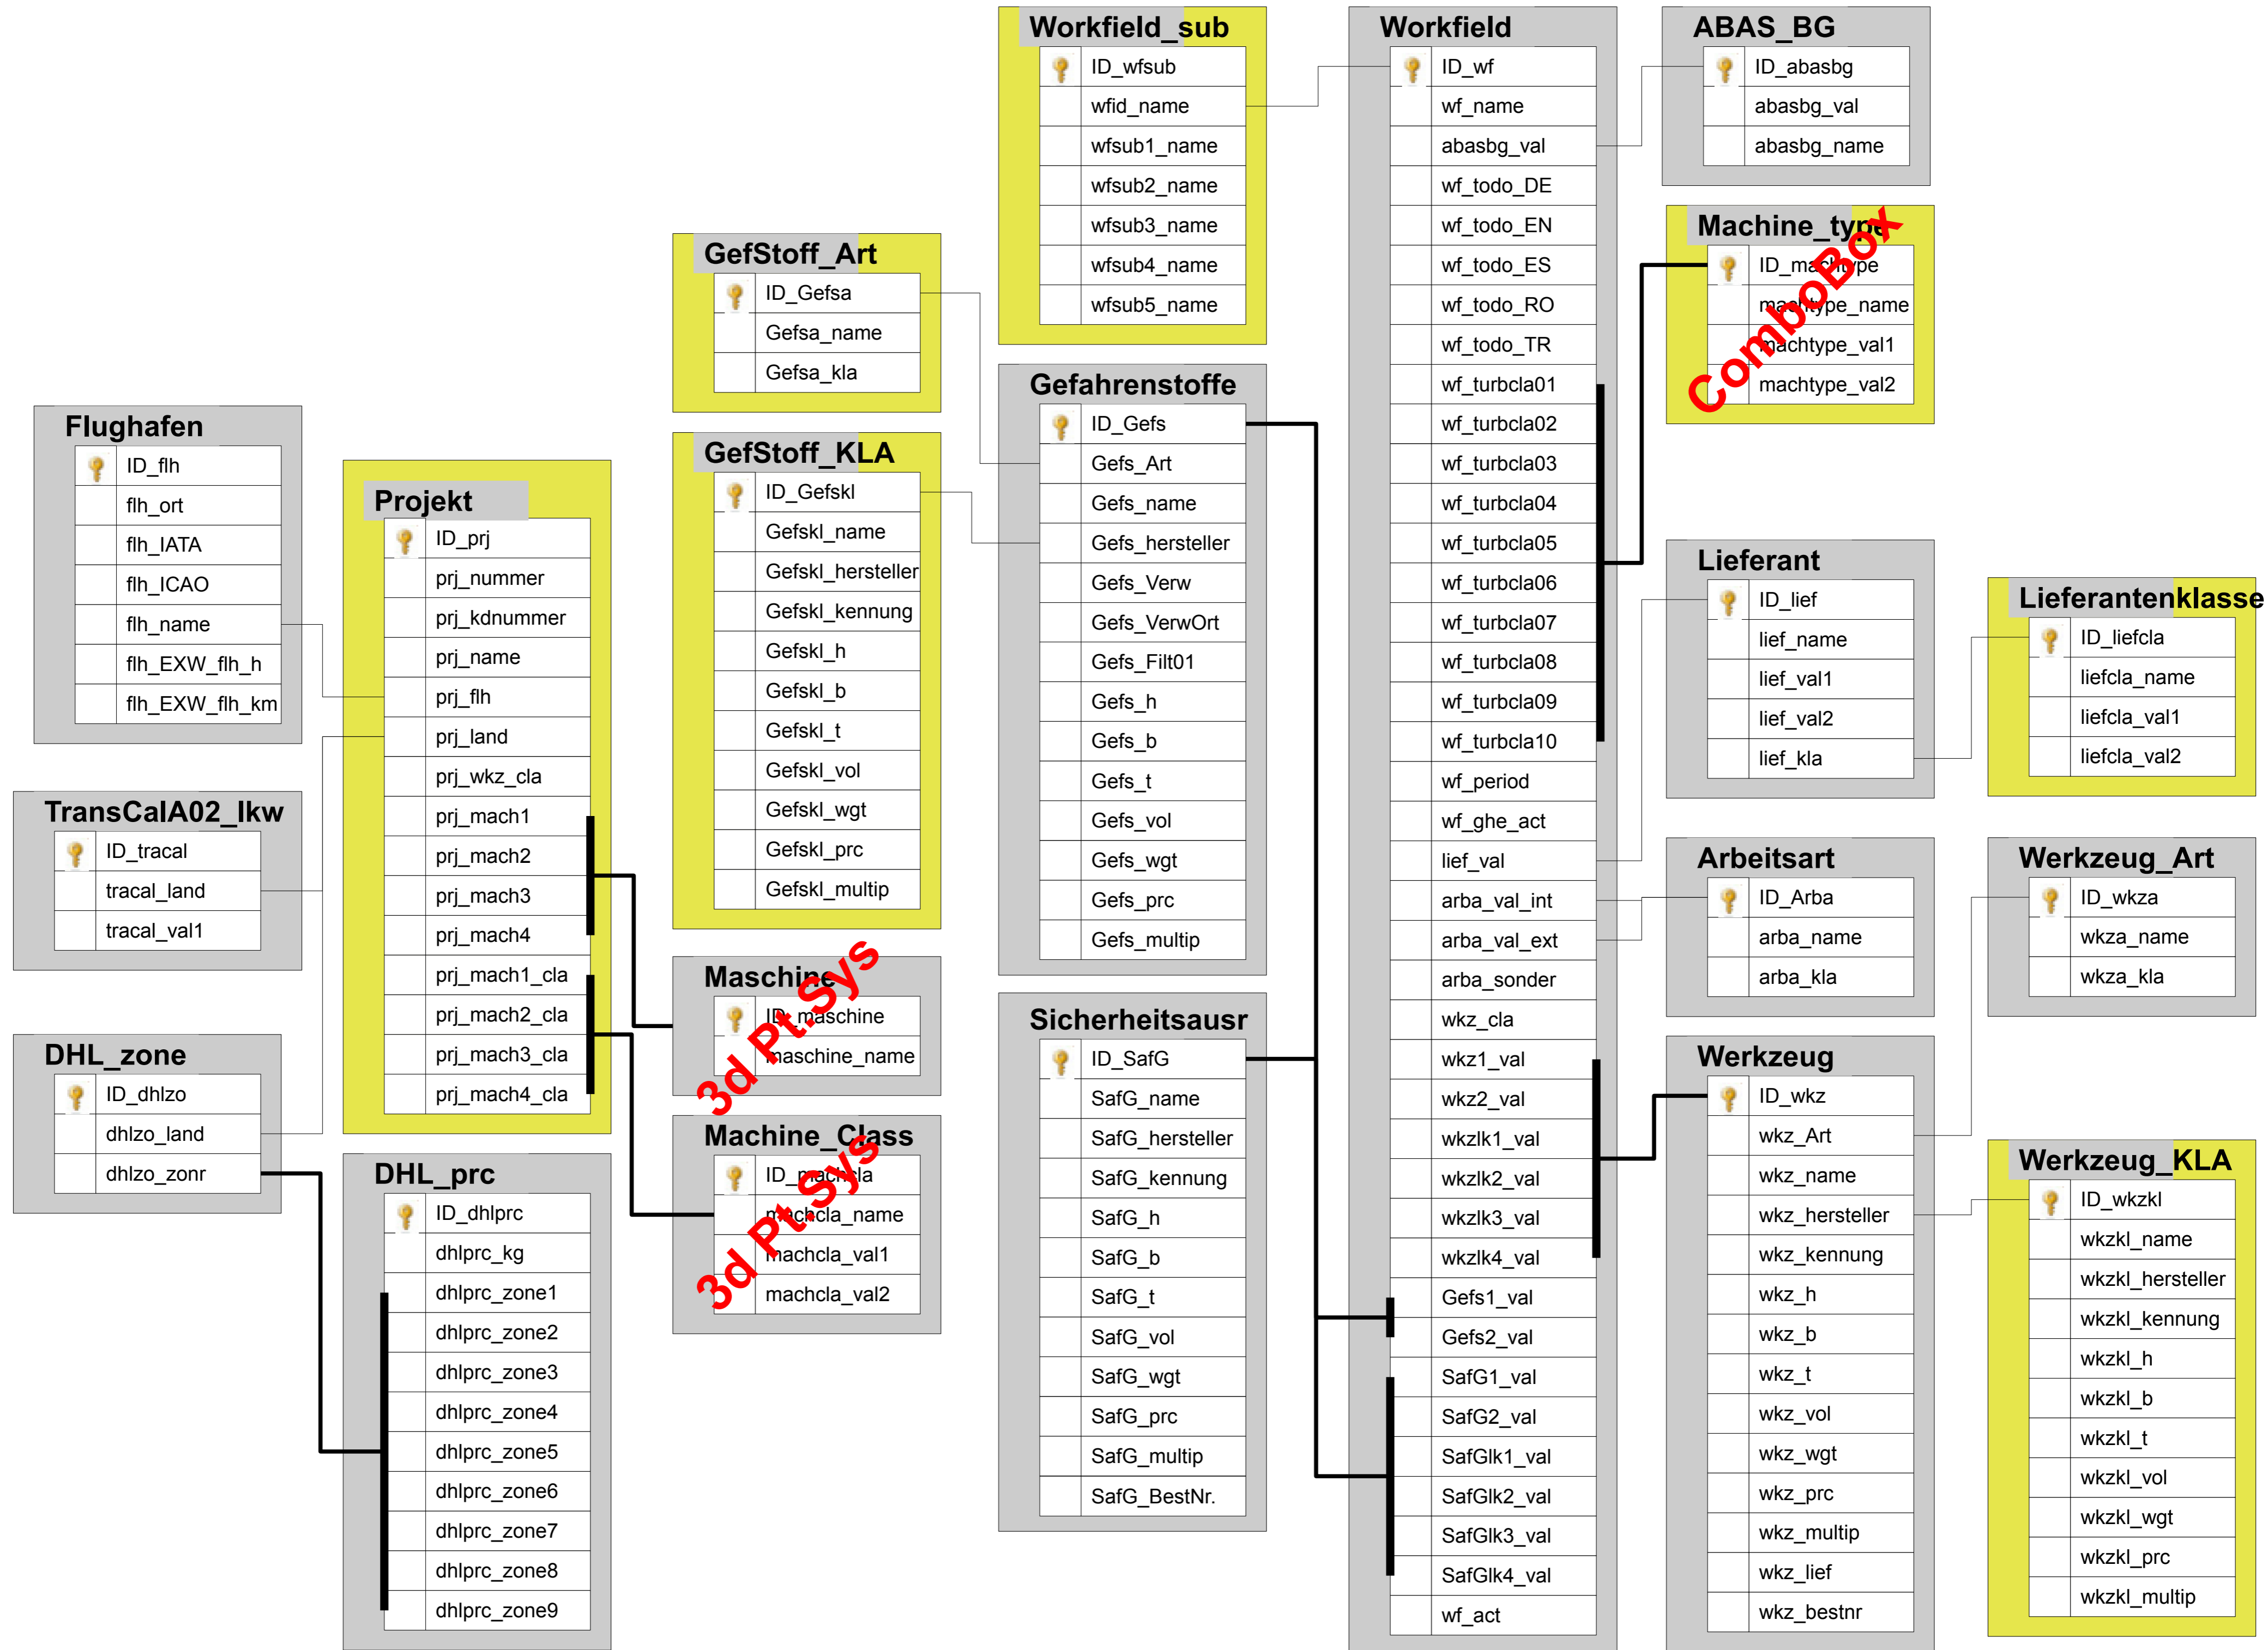 Workfield_sub
ID_wfsub
wfid_name
wfsub1_name
wfsub2_name
wfsub3_name
wfsub4_name
wfsub5_name
Workfield
ID_wf
wf_name
abasbg_val
wf_todo_DE
wf_todo_EN
wf_todo_ES
wf_todo_RO
wf_todo_TR
wf_turbcla01
wf_turbcla02
wf_turbcla03
wf_turbcla04
wf_turbcla05
wf_turbcla06
wf_turbcla07
wf_turbcla08
wf_turbcla09
wf_turbcla10
wf_period
wf_ghe_act
lief_val
arba_val_int
arba_val_ext
arba_sonder
wkz_cla
wkz1_val
wkz2_val
wkzlk1_val
wkzlk2_val
wkzlk3_val
wkzlk4_val
Gefs1_val
Gefs2_val
SafG1_val
SafG2_val
SafGlk1_val
SafGlk2_val
SafGlk3_val
SafGlk4_val
wf_act
ABAS_BG
ID_abasbg
abasbg_val
abasbg_name
Machine_type
ID_machtype
machtype_name
machtype_val1
machtype_val2
ComboBox
GefStoff_Art
ID_Gefsa
Gefsa_name
Gefsa_kla
GefStoff_KLA
ID_Gefskl
Gefskl_name
Gefskl_hersteller
Gefskl_kennung
Gefskl_h
Gefskl_b
Gefskl_t
Gefskl_vol
Gefskl_wgt
Gefskl_prc
Gefskl_multip
Gefahrenstoffe
ID_Gefs
Gefs_Art
Gefs_name
Gefs_hersteller
Gefs_Verw
Gefs_VerwOrt
Gefs_Filt01
Gefs_h
Gefs_b
Gefs_t
Gefs_vol
Gefs_wgt
Gefs_prc
Gefs_multip
Flughafen
ID_flh
flh_ort
flh_IATA
flh_ICAO
flh_name
flh_EXW_flh_h
flh_EXW_flh_km
Projekt
ID_prj
prj_nummer
prj_kdnummer
prj_name
prj_flh
prj_land
prj_wkz_cla
prj_mach1
prj_mach2
prj_mach3
prj_mach4
prj_mach1_cla
prj_mach2_cla
prj_mach3_cla
prj_mach4_cla
Lieferant
ID_lief
lief_name
lief_val1
lief_val2
lief_kla
Lieferantenklasse
ID_liefcla
liefcla_name
liefcla_val1
liefcla_val2
TransCalA02_lkw
ID_tracal
tracal_land
tracal_val1
Arbeitsart
ID_Arba
arba_name
arba_kla
Werkzeug_Art
ID_wkza
wkza_name
wkza_kla
Maschine
ID_maschine
maschine_name
3d Pt.Sys
Machine_Class
ID_machcla
machcla_name
machcla_val1
machcla_val2
3d Pt.Sys
Sicherheitsausr
ID_SafG
SafG_name
SafG_hersteller
SafG_kennung
SafG_h
SafG_b
SafG_t
SafG_vol
SafG_wgt
SafG_prc
SafG_multip
SafG_BestNr.
DHL_zone
ID_dhlzo
dhlzo_land
dhlzo_zonr
DHL_prc
ID_dhlprc
dhlprc_kg
dhlprc_zone1
dhlprc_zone2
dhlprc_zone3
dhlprc_zone4
dhlprc_zone5
dhlprc_zone6
dhlprc_zone7
dhlprc_zone8
dhlprc_zone9
Werkzeug
ID_wkz
wkz_Art
wkz_name
wkz_hersteller
wkz_kennung
wkz_h
wkz_b
wkz_t
wkz_vol
wkz_wgt
wkz_prc
wkz_multip
wkz_lief
wkz_bestnr
Werkzeug_KLA
ID_wkzkl
wkzkl_name
wkzkl_hersteller
wkzkl_kennung
wkzkl_h
wkzkl_b
wkzkl_t
wkzkl_vol
wkzkl_wgt
wkzkl_prc
wkzkl_multip